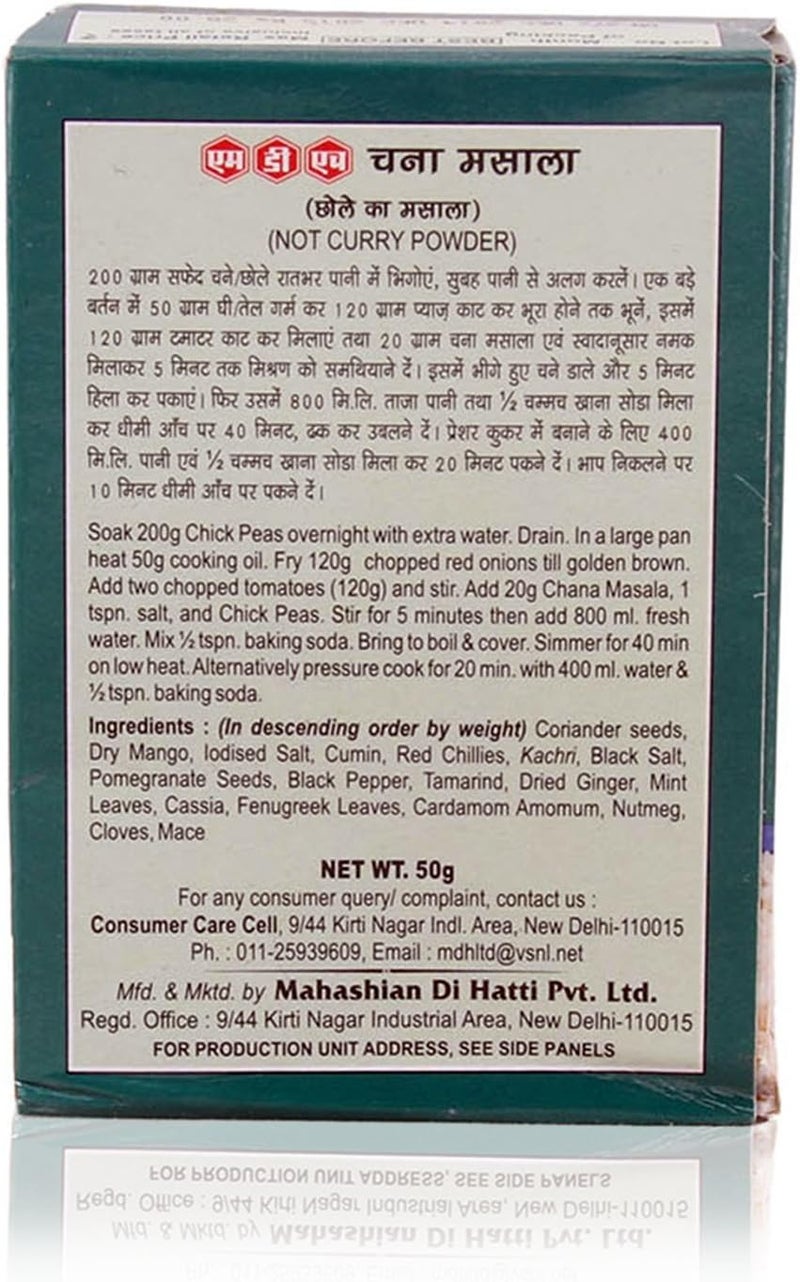 एम डी एच चना मसाला
(छोले का मसाला)
(NOT CURRY POWDER)
200 ग्राम सफेद चने/छोले रातभर पानी में भिगोएं, सुबह पानी से अलग करलें। एक बड़े
बर्तन में 50 ग्राम घी/तेल गर्म कर 120 ग्राम प्याज़ काट कर भूरा होने तक भूनें, इसमें
120 ग्राम टमाटर काट कर मिलाएं तथा 20 ग्राम चना मसाला एवं स्वादानूसार नमक
मिलाकर 5 मिनट तक मिश्रण को समथियाने दें। इसमें भीगे हुए चने डाले और 5 मिनट
हिला कर पकाएं। फिर उसमें 800 मि.लि. ताजा पानी तथा ½ चम्मच खाना सोडा मिला
कर धीमी आँच पर 40 मिनट, ढक कर उबलने दें। प्रेशर कुकर में बनाने के लिए 400
मि.लि. पानी एवं ½ चम्मच खाना सोडा मिला कर 20 मिनट पकने दें। भाप निकलने पर
10 मिनट धीमी आँच पर पकने दें।
Soak 200g Chick Peas overnight with extra water. Drain. In a large pan
heat 50g cooking oil. Fry 120g chopped red onions till golden brown.
Add two chopped tomatoes (120g) and stir. Add 20g Chana Masala, 1
tspn. salt, and Chick Peas. Stir for 5 minutes then add 800 ml. fresh
water. Mix ½ tspn. baking soda. Bring to boil & cover. Simmer for 40 min
on low heat. Alternatively pressure cook for 20 min. with 400 ml. water &
½ tspn. baking soda.
Ingredients : (In descending order by weight) Coriander seeds,
Dry Mango, Iodised Salt, Cumin, Red Chillies, Kachri, Black Salt,
Pomegranate Seeds, Black Pepper, Tamarind, Dried Ginger, Mint
Leaves, Cassia, Fenugreek Leaves, Cardamom Amomum, Nutmeg,
Cloves, Mace
NET WT. 50g
For any consumer query/ complaint, contact us :
Consumer Care Cell, 9/44 Kirti Nagar Indl. Area, New Delhi-110015
Ph. : 011-25939609, Email : mdhltd@vsnl.net
Mfd. & Mktd. by Mahashian Di Hatti Pvt. Ltd.
Regd. Office : 9/44 Kirti Nagar Industrial Area, New Delhi-110015
FOR PRODUCTION UNIT ADDRESS, SEE SIDE PANELS